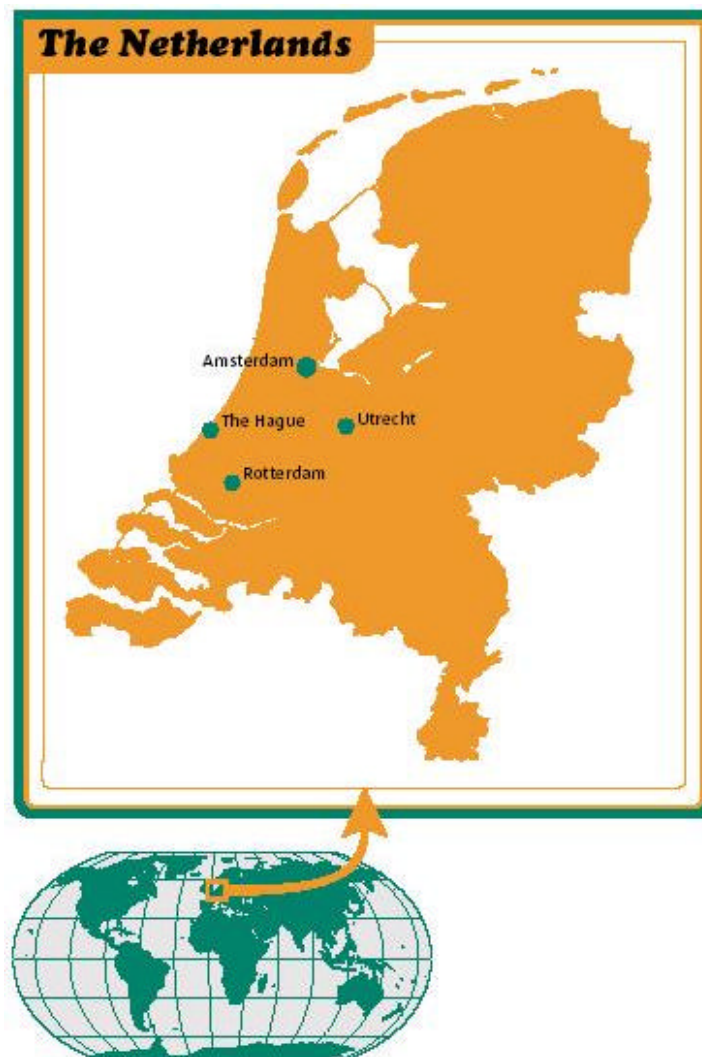 The Netherlands
Amsterdam
The Hague
Utrecht
Rotterdam